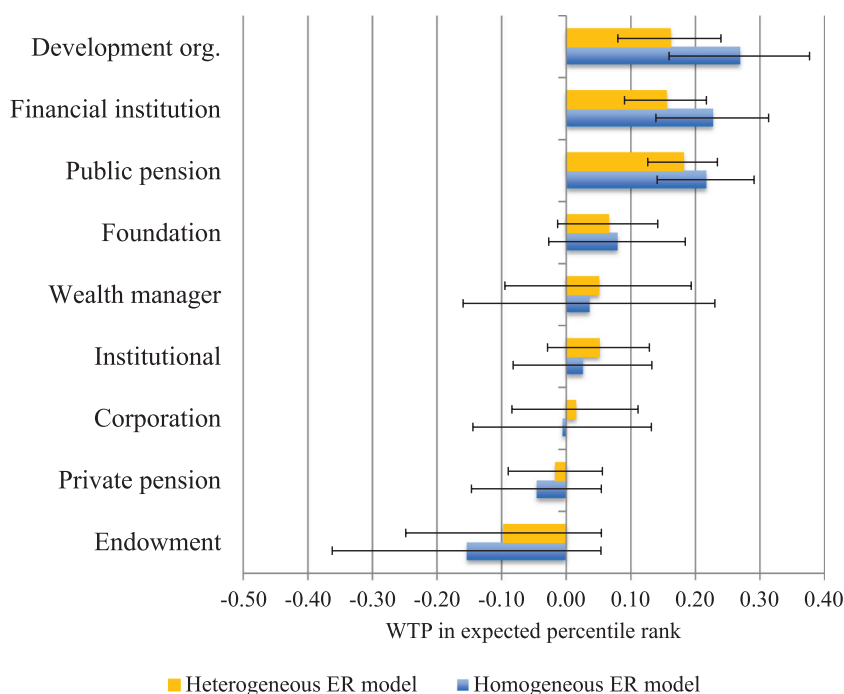 Development org.
Financial institution
Public pension
Foundation
Wealth manager
Institutional
Corporation
Private pension
Endowment
-0.50 -0.40 -0.30 -0.20 -0.10 0.00 0.10 0.20 0.30 0.40
WTP in expected percentile rank
Heterogeneous ER model Homogeneous ER model